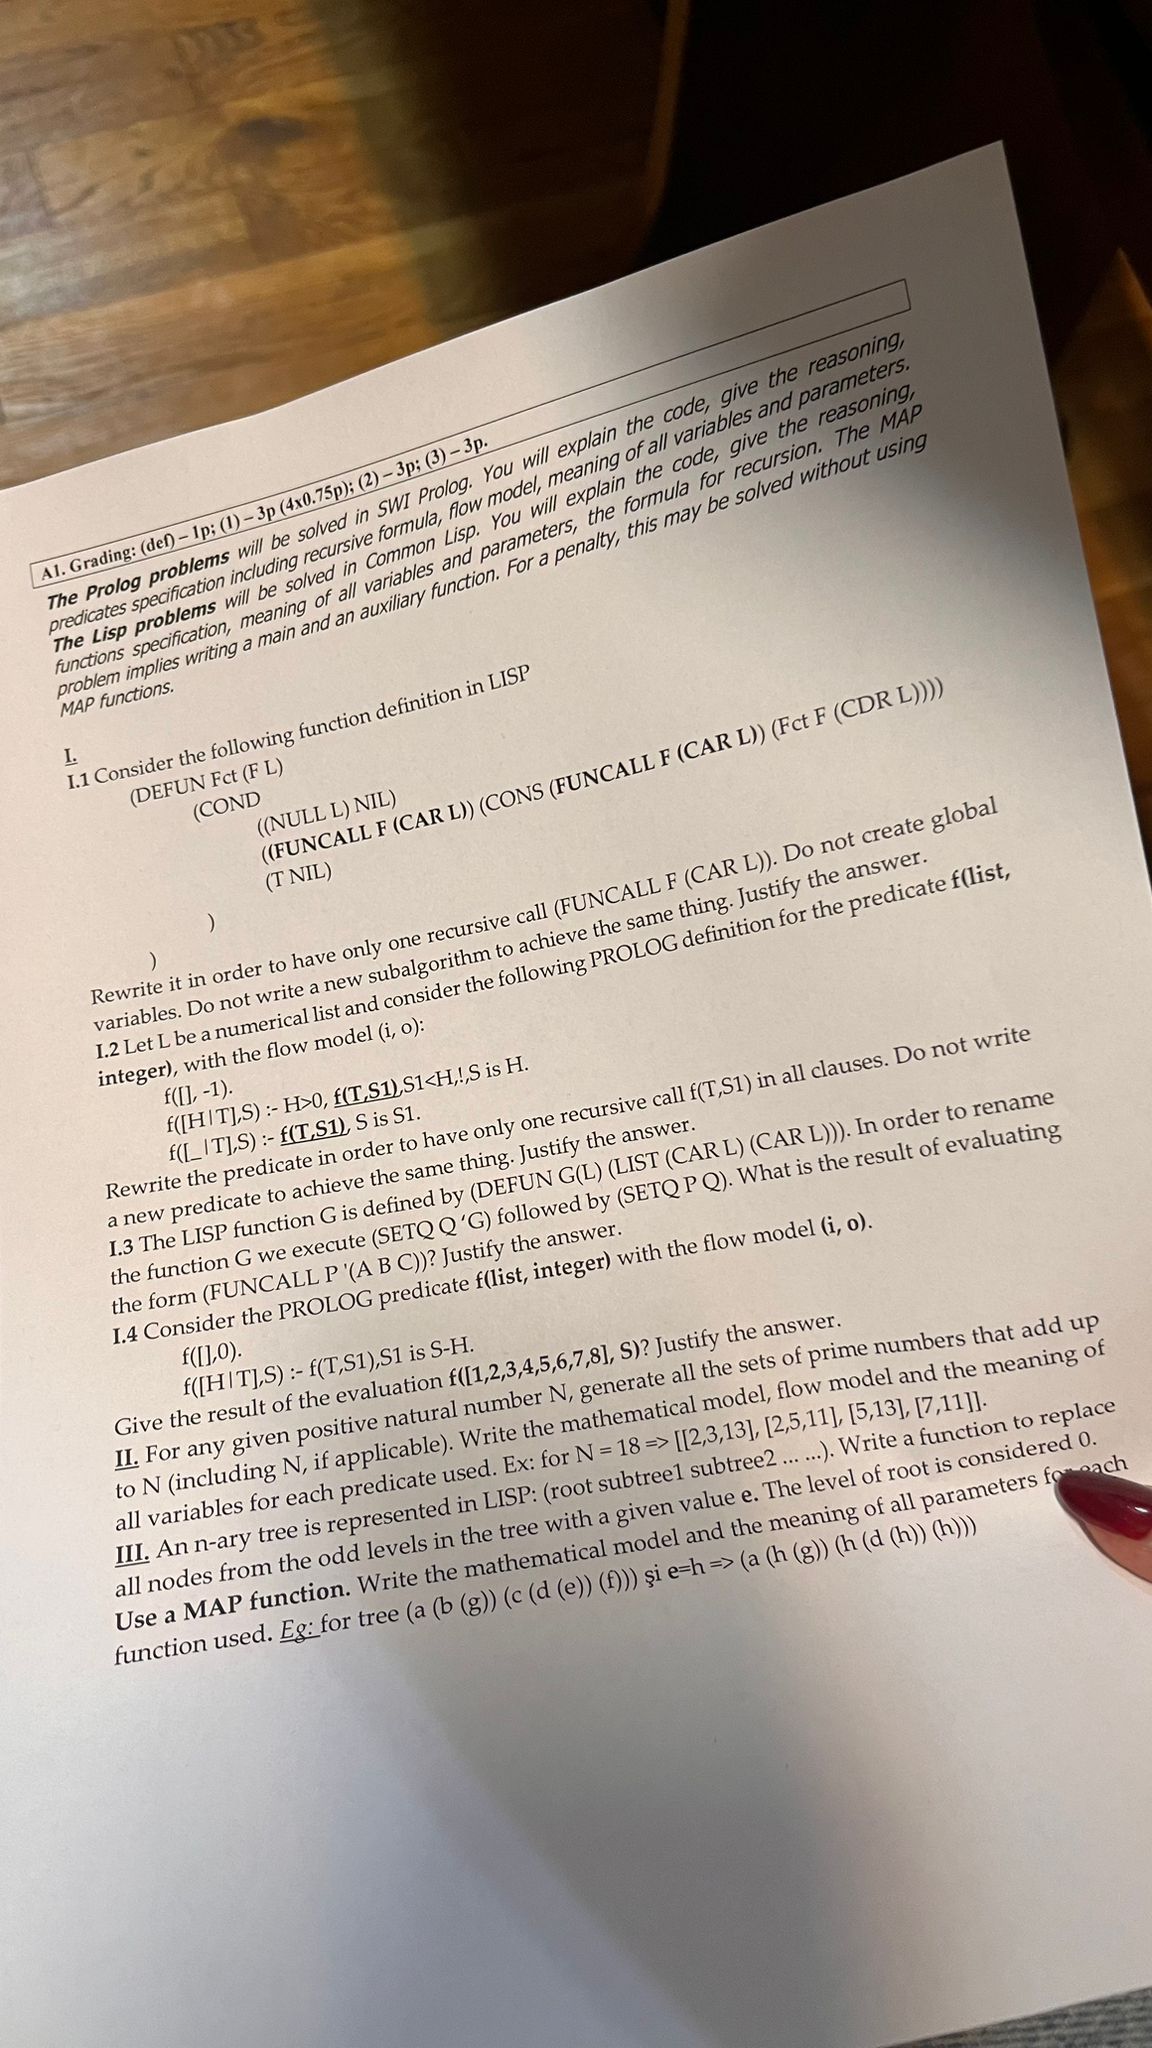 A1. Grading: (def) – 1p; (1) – 3p (4x0.75p); (2) – 3p; (3) – 3p.
The Prolog problems will be solved in SWI Prolog. You will explain the code, give the reasoning,
predicates specification including recursive formula, flow model, meaning of all variables and parameters.
The Lisp problems will be solved in Common Lisp. You will explain the code, give the reasoning,
functions specification, meaning of all variables and parameters, the formula for recursion. The MAP
problem implies writing a main and an auxiliary function. For a penalty, this may be solved without using
MAP functions.
I.
I.1 Consider the following function definition in LISP
(DEFUN Fct (F L)
(COND
((NULL L) NIL)
((FUNCALL F (CAR L)) (CONS (FUNCALL F (CAR L)) (Fct F (CDR L))))
(T NIL)
)
)
Rewrite it in order to have only one recursive call (FUNCALL F (CAR L)). Do not create global
variables. Do not write a new subalgorithm to achieve the same thing. Justify the answer.
I.2 Let L be a numerical list and consider the following PROLOG definition for the predicate f(list,
integer), with the flow model (i, o):
f([], -1).
f([H|T],S) :- H>0, f(T,S1),S1<H,!,S is H.
f([_|T],S) :- f(T,S1), S is S1.
Rewrite the predicate in order to have only one recursive call f(T,S1) in all clauses. Do not write
a new predicate to achieve the same thing. Justify the answer.
I.3 The LISP function G is defined by (DEFUN G(L) (LIST (CAR L) (CAR L))). In order to rename
the function G we execute (SETQ Q 'G) followed by (SETQ P Q). What is the result of evaluating
the form (FUNCALL P '(A B C))? Justify the answer.
I.4 Consider the PROLOG predicate f(list, integer) with the flow model (i, o).
f([],0).
f([H|T],S) :- f(T,S1),S1 is S-H.
Give the result of the evaluation f([1,2,3,4,5,6,7,8], S)? Justify the answer.
II. For any given positive natural number N, generate all the sets of prime numbers that add up
to N (including N, if applicable). Write the mathematical model, flow model and the meaning of
all variables for each predicate used. Ex: for N = 18 => [[2,3,13], [2,5,11], [5,13], [7,11]].
III. An n-ary tree is represented in LISP: (root subtree1 subtree2 ... ...). Write a function to replace
all nodes from the odd levels in the tree with a given value e. The level of root is considered 0.
Use a MAP function. Write the mathematical model and the meaning of all parameters for each
function used. Eg: for tree (a (b (g)) (c (d (e)) (f))) şi e=h => (a (h (g)) (h (d (h)) (h)))